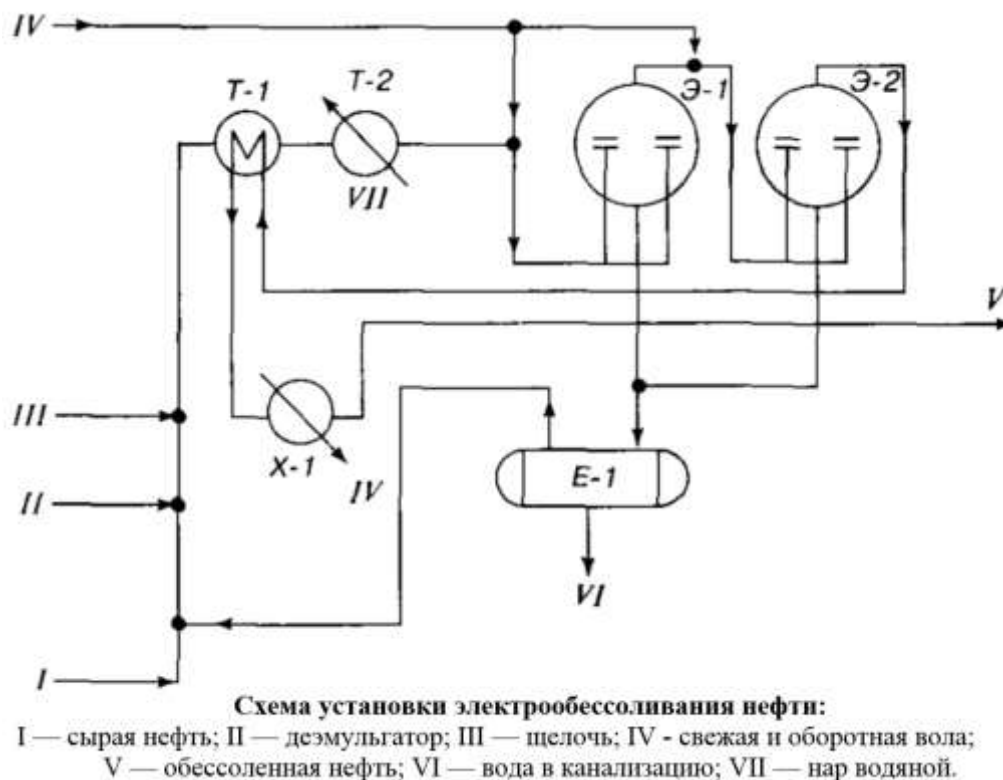 IV
T-1
T-2
Э-1
Э-2
VII
V
III
X-1
IV
II
E-1
VI
I
Схема установки электрообессоливания нефти:
I — сырая нефть; II — деэмульгатор; III — щелочь; IV - свежая и оборотная вола;
V — обессоленная нефть; VI — вода в канализацию; VII — нар водяной.